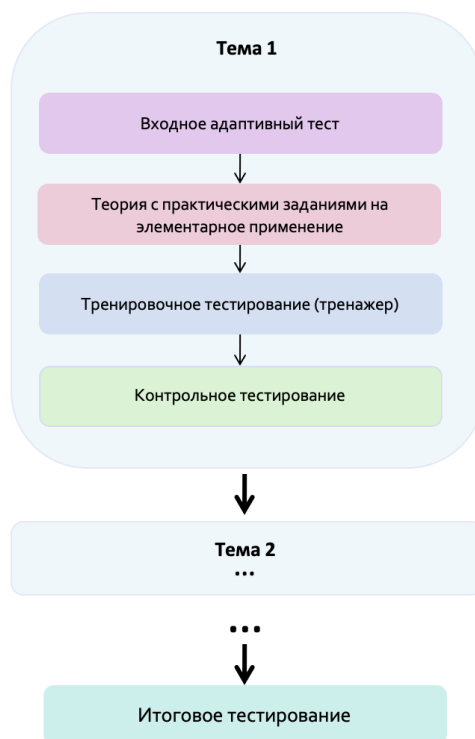 Тема 1
Входное адаптивный тест
Теория с практическими заданиями на
элементарное применение
Тренировочное тестирование (тренажер)
Контрольное тестирование
Тема 2
...
...
Итоговое тестирование